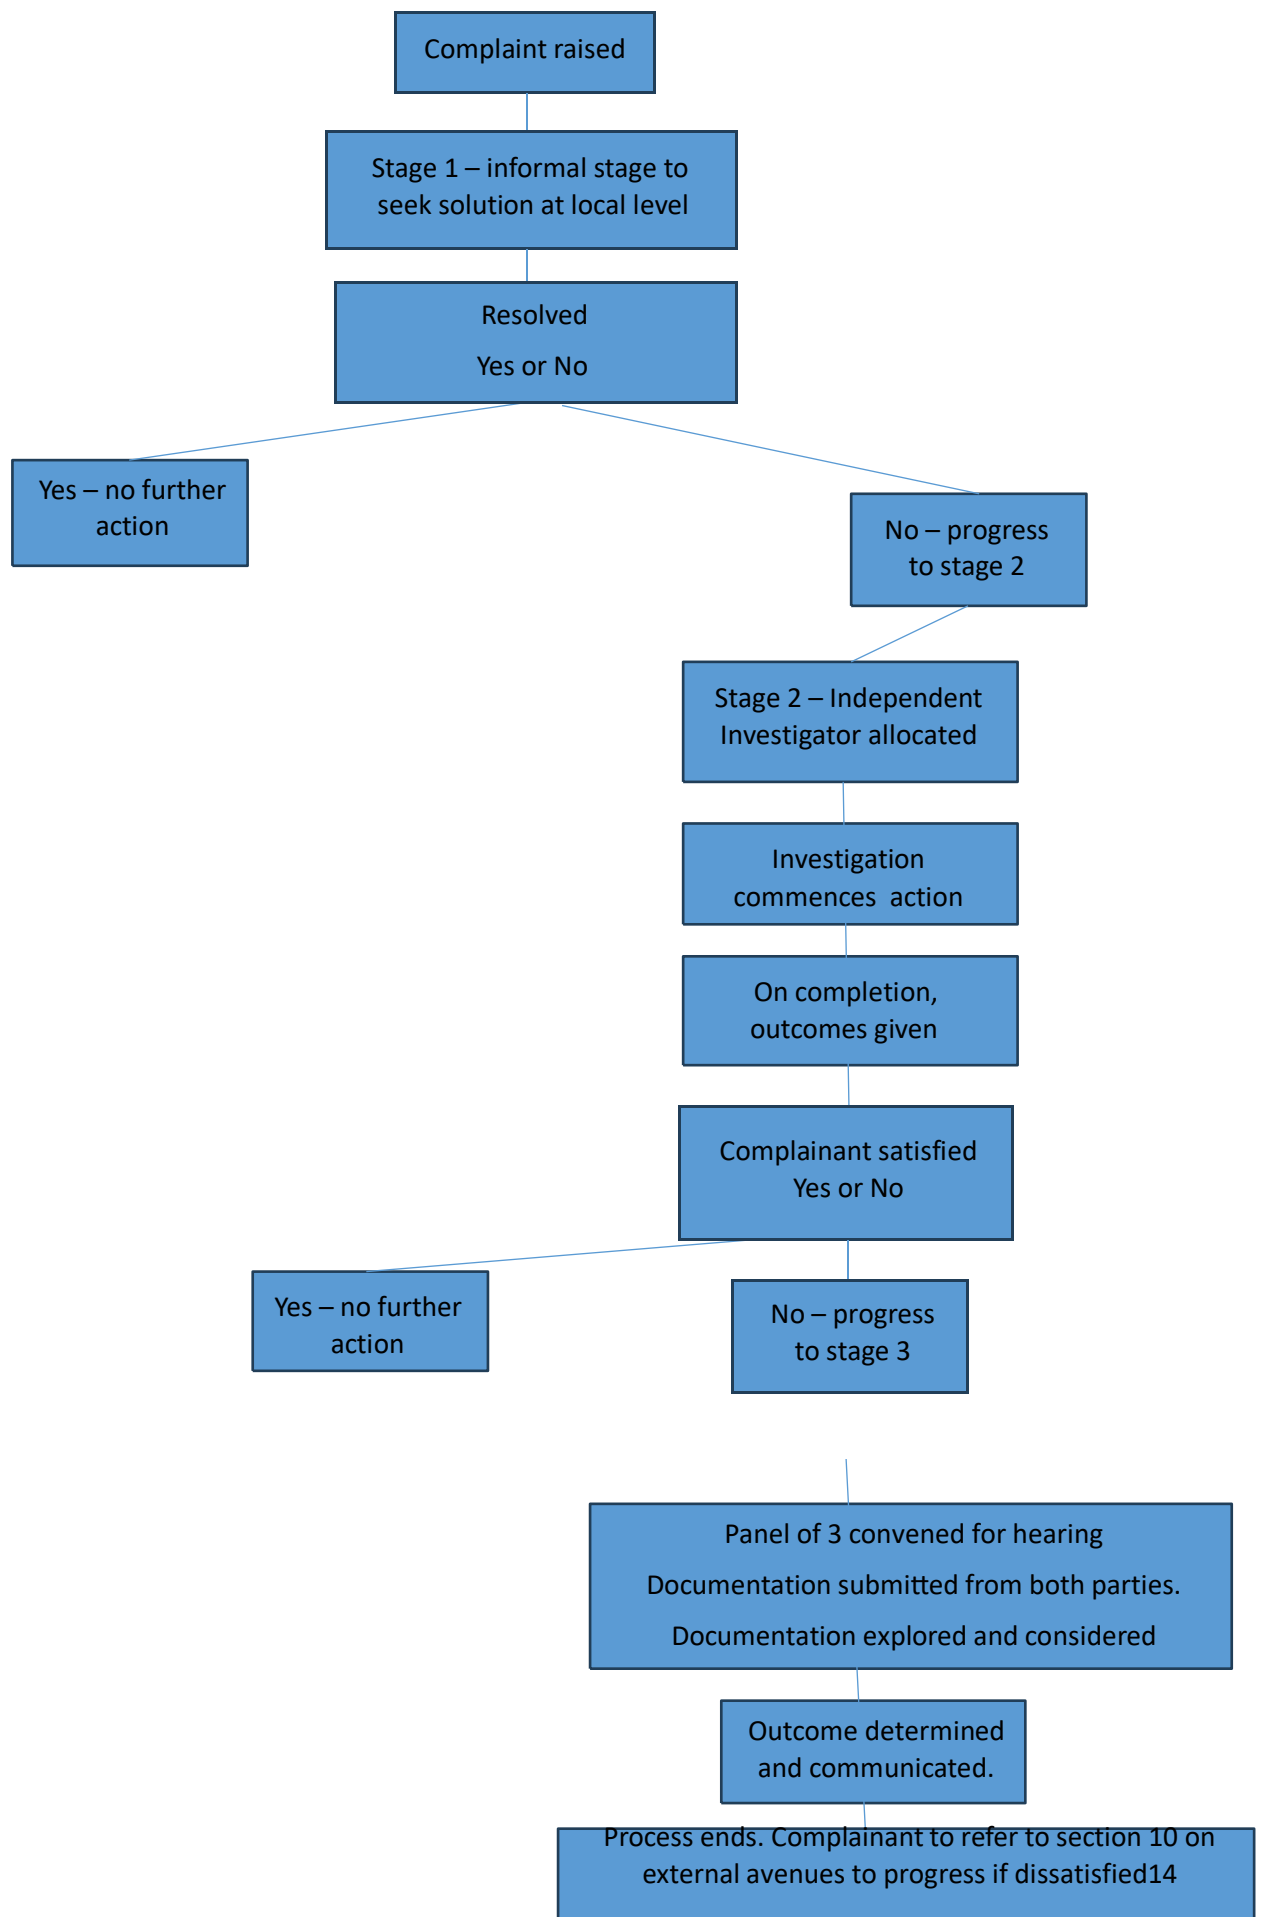 Complaint raised
Stage 1 – informal stage to
seek solution at local level
Resolved
Yes or No
Yes – no further
action
No – progress
to stage 2
Stage 2 – Independent
Investigator allocated
Investigation
commences  action
On completion,
outcomes given
Complainant satisfied
Yes or No
Yes – no further
action
No – progress
to stage 3
Panel of 3 convened for hearing
Documentation submitted from both parties.
Documentation explored and considered
Outcome determined
and communicated.
Process ends. Complainant to refer to section 10 on
external avenues to progress if dissatisfied14